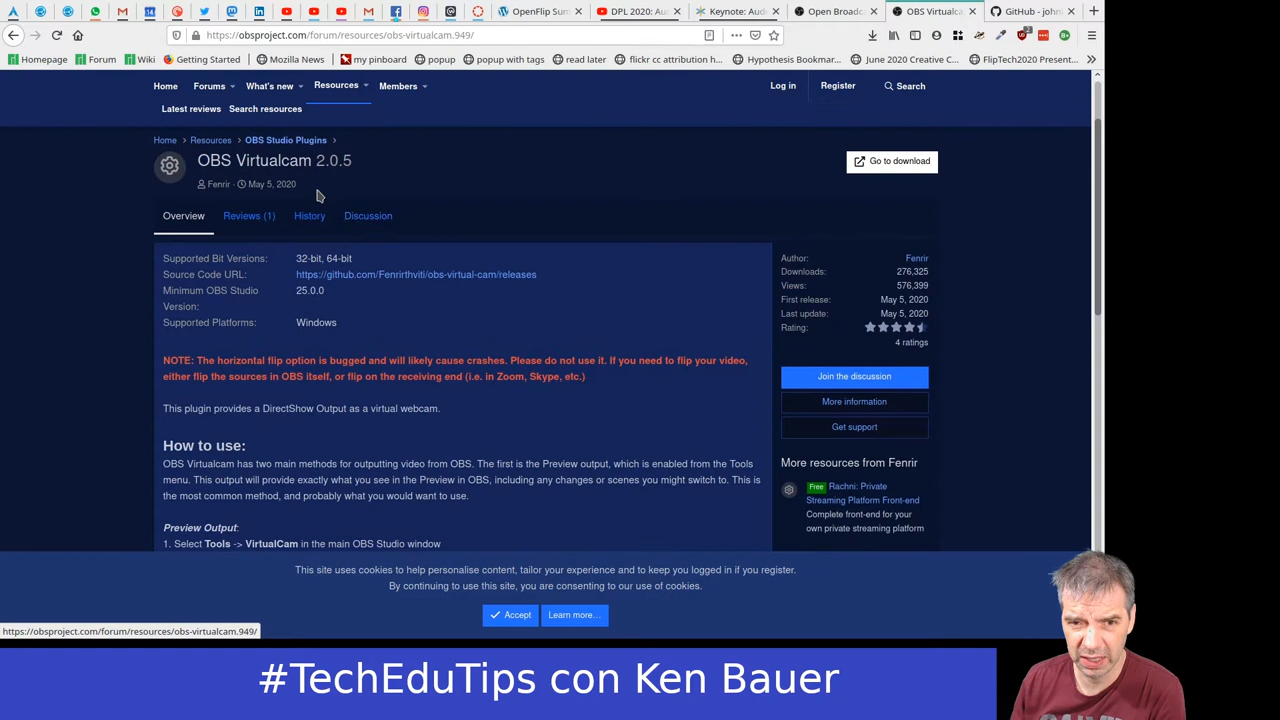 OpenFlip Sum
DPL 2020: Au
Keynote: Aud
Open Broadca
OBS Virtualca
GitHub - john
https://obsproject.com/forum/resources/obs-virtualcam.949/
Homepage Forum Wiki Getting Started Mozilla News my pinboard popup popup with tags read later flickr cc attribution h... Hypothesis Bookmar... June 2020 Creative C... FlipTech2020 Present...
Home Forums What's new Resources Members Log in Register Search
Latest reviews Search resources
Home > Resources > OBS Studio Plugins >
OBS Virtualcam 2.0.5
Go to download
Fenrir · May 5, 2020
Overview Reviews (1) History Discussion
Supported Bit Versions: 32-bit, 64-bit
Source Code URL: https://github.com/Fenrirthviti/obs-virtual-cam/releases
Minimum OBS Studio 25.0.0
Version:
Supported Platforms: Windows
NOTE: The horizontal flip option is bugged and will likely cause crashes. Please do not use it. If you need to flip your video,
either flip the sources in OBS itself, or flip on the receiving end (i.e. in Zoom, Skype, etc.)
This plugin provides a DirectShow Output as a virtual webcam.
How to use:
OBS Virtualcam has two main methods for outputting video from OBS. The first is the Preview output, which is enabled from the Tools
menu. This output will provide exactly what you see in the Preview in OBS, including any changes or scenes you might switch to. This is
the most common method, and probably what you would want to use.
Preview Output:
1. Select Tools -> VirtualCam in the main OBS Studio window
Author: Fenrir
Downloads: 276,325
Views: 576,399
First release: May 5, 2020
Last update: May 5, 2020
Rating:
4 ratings
Join the discussion
More information
Get support
More resources from Fenrir
Free Rachni: Private
Streaming Platform Front-end
Complete front-end for your
own private streaming platform
This site uses cookies to help personalise content, tailor your experience and to keep you logged in if you register.
By continuing to use this site, you are consenting to our use of cookies.
Accept Learn more...
https://obsproject.com/forum/resources/obs-virtualcam.949/
#TechEduTips con Ken Bauer